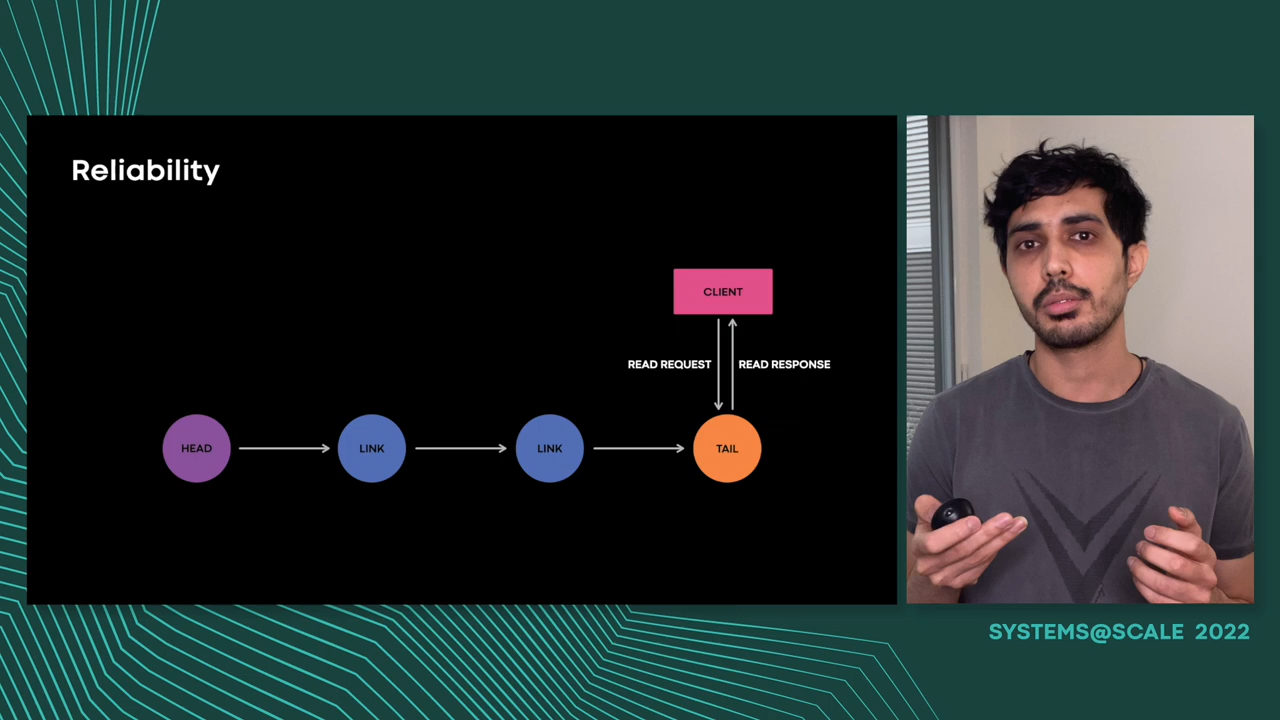 Reliability
CLIENT
READ REQUEST
READ RESPONSE
HEAD
LINK
LINK
TAIL
SYSTEMS@SCALE 2022